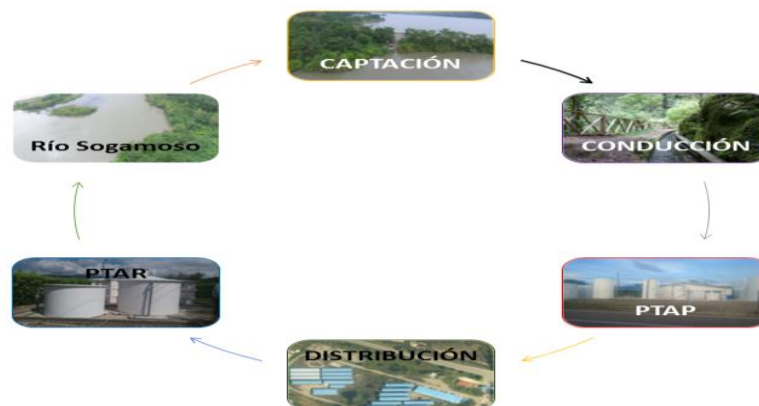 CAPTACIÓN
CONDUCCIÓN
PTAP
DISTRIBUCIÓN
PTAR
Río Sogamoso